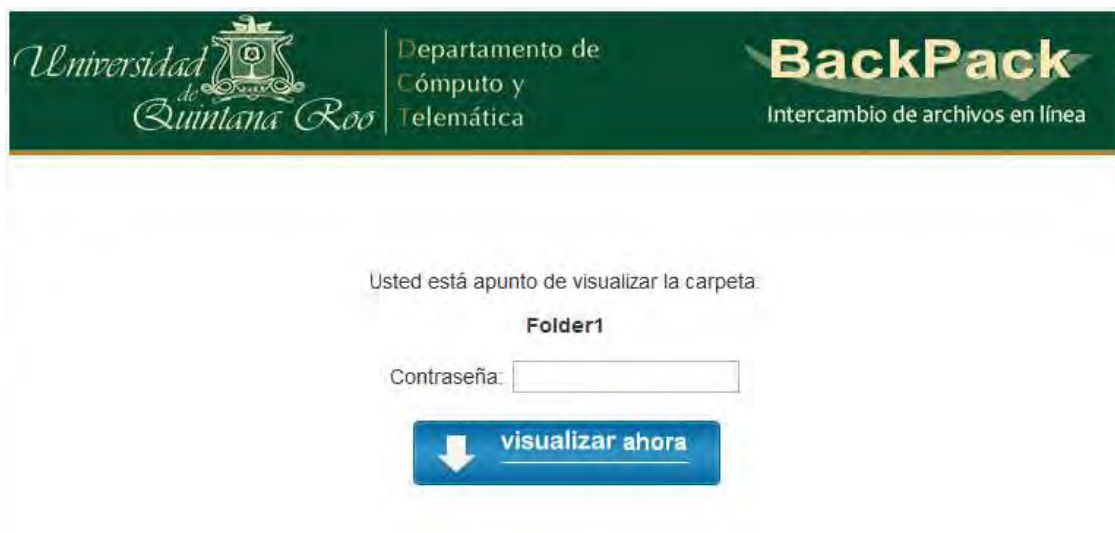 Universidad
de
Quintana Roo
Departamento de
Cómputo y
Telemática
BackPack
Intercambio de archivos en línea
Usted está apunto de visualizar la carpeta:
Folder1
Contraseña:
visualizar ahora